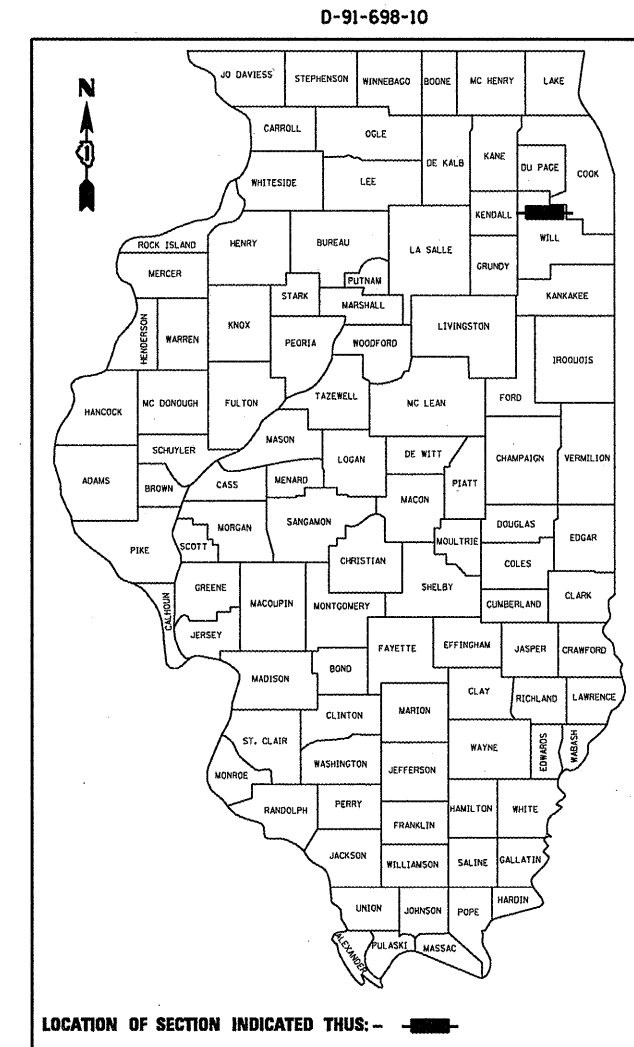 D-91-698-10
JO DAVIESS
STEPHENSON
WINNEBAGO
BOONE
MC HENRY
LAKE
N
CARROLL
OGLE
DE KALB
KANE
DU PAGE
COOK
WHITESIDE
LEE
KENDALL
WILL
ROCK ISLAND
HENRY
BUREAU
LA SALLE
GRUNDY
MERCER
PUTNAM
STARK
MARSHALL
KANKAKEE
HENDERSON
WARREN
KNOX
PEORIA
WOODFORD
LIVINGSTON
IROQUOIS
HANCOCK
MC DONOUGH
FULTON
TAZEWELL
MC LEAN
FORD
MASON
SCHUYLER
LOGAN
DE WITT
CHAMPAIGN
VERMILION
ADAMS
BROWN
CASS
MENARD
PIATT
MACON
MORGAN
SANGAMON
DOUGLAS
EDGAR
PIKE
SCOTT
CHRISTIAN
MOULTRIE
COLES
GREENE
MACOUPIN
MONTGOMERY
SHELBY
CUMBERLAND
CLARK
CALHOUN
JERSEY
FAYETTE
EFFINGHAM
JASPER
CRAWFORD
MADISON
BOND
CLAY
RICHLAND
LAWRENCE
CLINTON
MARION
ST. CLAIR
WAYNE
EDWARDS
WABASH
WASHINGTON
JEFFERSON
MONROE
RANDOLPH
PERRY
HAMILTON
WHITE
FRANKLIN
JACKSON
WILLIAMSON
SALINE
GALLATIN
UNION
JOHNSON
POPE
HARDIN
ALEXANDER
PULASKI
MASSAC
LOCATION OF SECTION INDICATED THUS:-